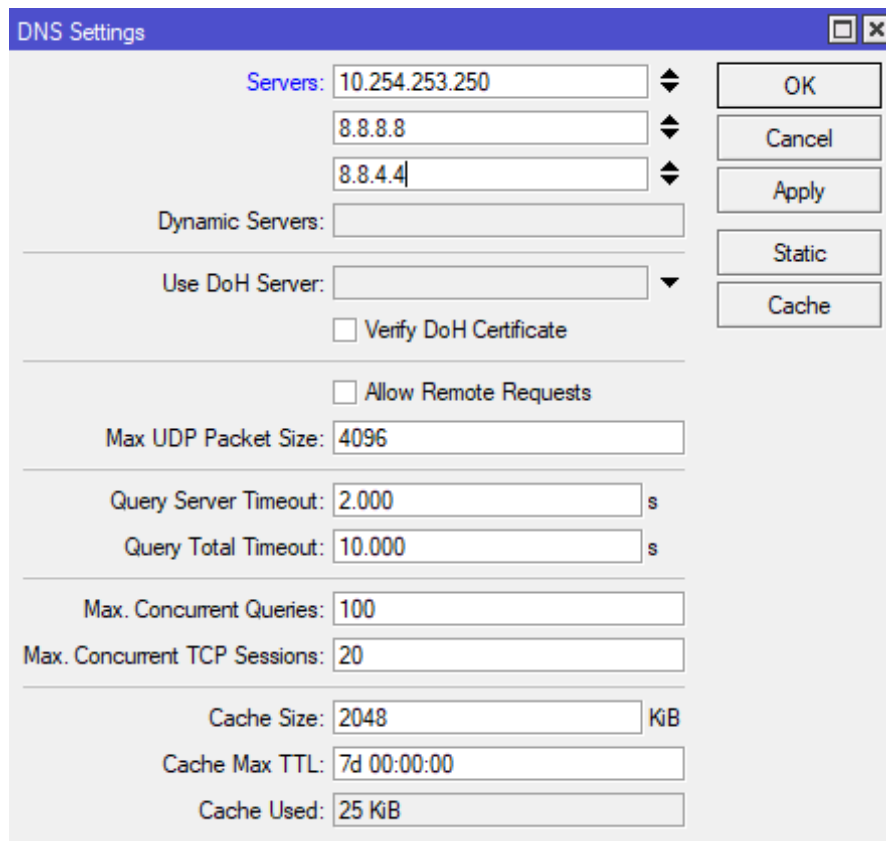 DNS Settings
Servers: 10.254.253.250
8.8.8.8
8.8.4.4
Dynamic Servers:
Use DoH Server:
Verify DoH Certificate
Allow Remote Requests
Max UDP Packet Size: 4096
Query Server Timeout: 2.000 s
Query Total Timeout: 10.000 s
Max. Concurrent Queries: 100
Max. Concurrent TCP Sessions: 20
Cache Size: 2048 KiB
Cache Max TTL: 7d 00:00:00
Cache Used: 25 KiB
OK
Cancel
Apply
Static
Cache